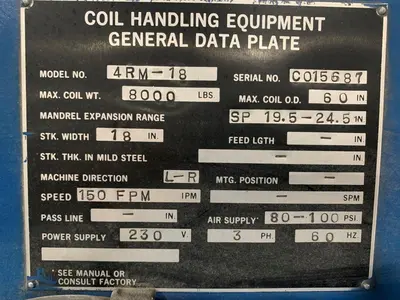 COIL HANDLING EQUIPMENT
GENERAL DATA PLATE
MODEL NO. 4RM-18 SERIAL NO. C015687
MAX. COIL WT. 8000 LBS MAX. COIL O.D. 60 IN
MANDREL EXPANSION RANGE SP 19.5-24.5 IN
STK. WIDTH 18 IN. FEED LGTH — IN.
STK. THK. IN MILD STEEL — IN.
MACHINE DIRECTION L-R MTG. POSITION —
SPEED 150 FPM IPM — SPM
PASS LINE — IN. AIR SUPPLY* 80-100 PSI
POWER SUPPLY 230 V. 3 PH. 60 HZ.
* SEE MANUAL OR
CONSULT FACTORY.